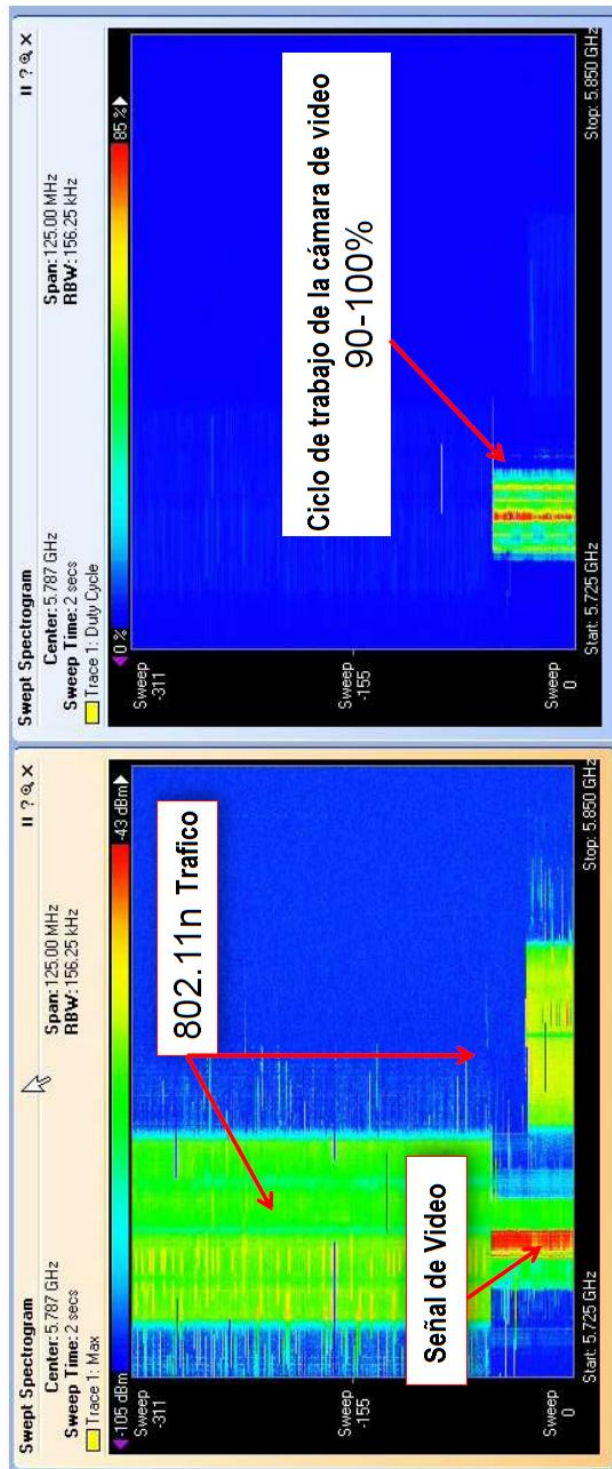 Swept Spectrogram
II ? X
Center: 5.787 GHz
Span: 125.00 MHz
Sweep Time: 2 secs
RBW: 156.25 kHz
Trace 1: Max
-105 dBm
-43 dBm
Sweep
-311
Sweep
-155
Sweep
0
802.11n Trafico
Señal de Video
Start: 5.725 GHz
Stop: 5.850 GHz
Swept Spectrogram
II ? X
Center: 5.787 GHz
Span: 125.00 MHz
Sweep Time: 2 secs
RBW: 156.25 kHz
Trace 1: Duty Cycle
0 %
85 %
Sweep
-311
Sweep
-155
Sweep
0
Ciclo de trabajo de la cámara de video
90-100%
Start: 5.725 GHz
Stop: 5.850 GHz